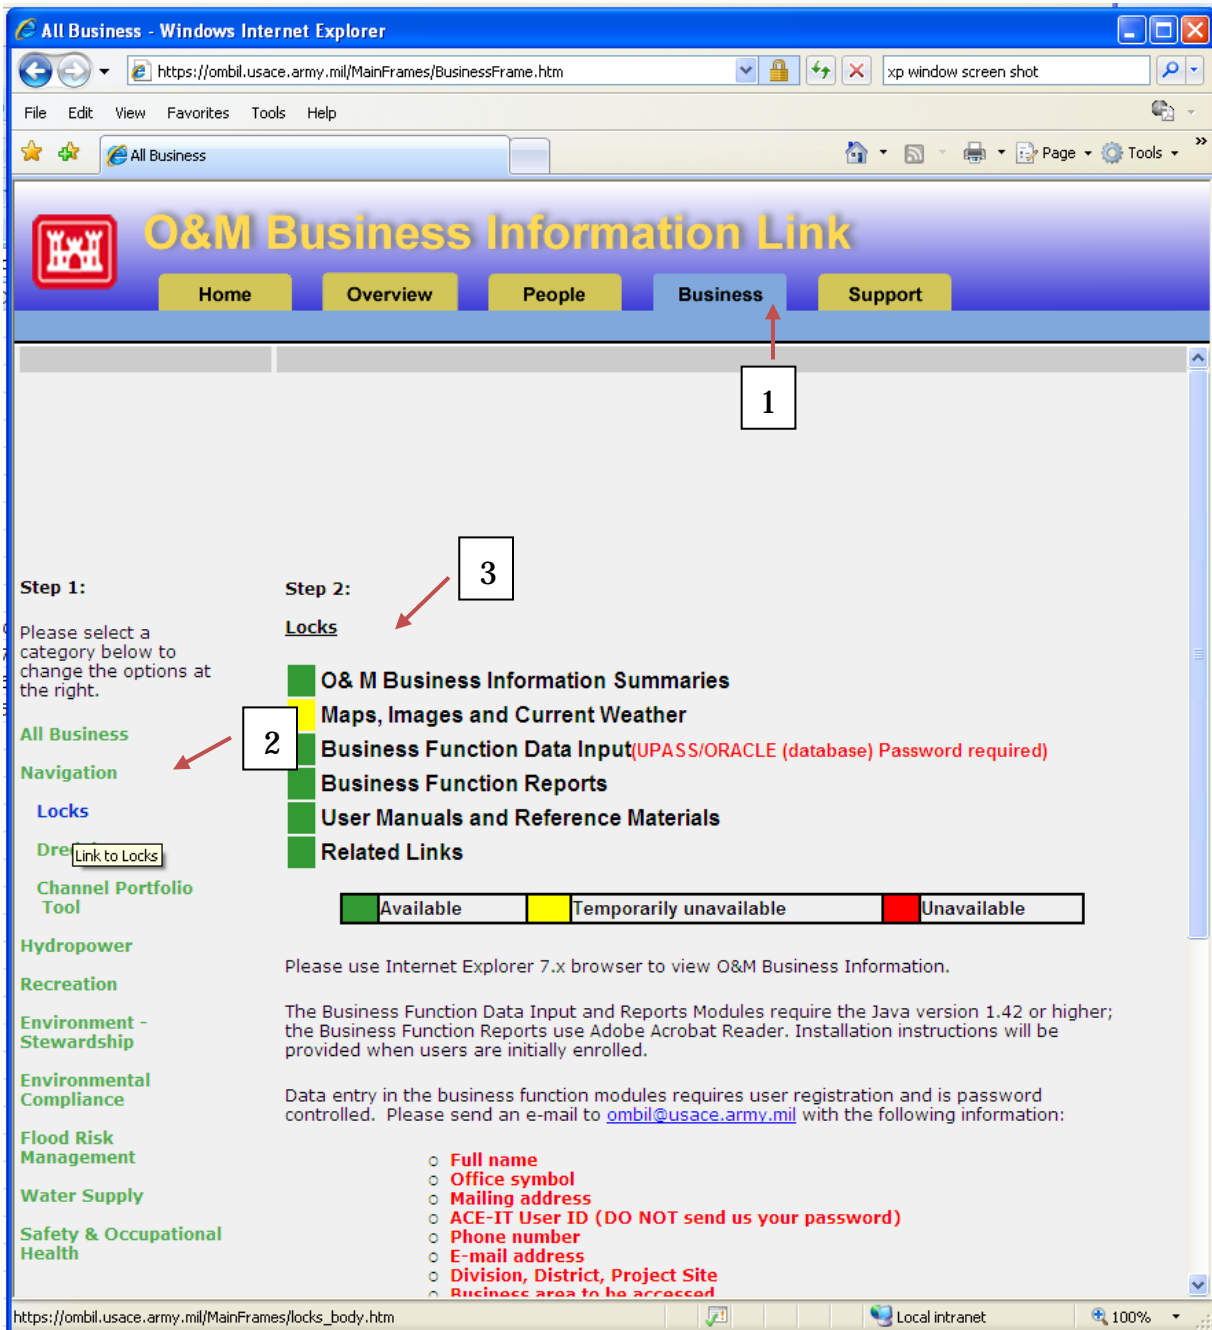 All Business - Windows Internet Explorer
https://ombil.usace.army.mil/MainFrames/BusinessFrame.htm
xp window screen shot
File Edit View Favorites Tools Help
All Business
Page Tools »
O&M Business Information Link
Home Overview People Business Support
1
3
Step 1:
Please select a
category below to
change the options at
the right.
2
All Business
Navigation
Locks
Link to Locks
Channel Portfolio
Tool
Hydropower
Recreation
Environment -
Stewardship
Environmental
Compliance
Flood Risk
Management
Water Supply
Safety & Occupational
Health
Step 2:
Locks
O& M Business Information Summaries
Maps, Images and Current Weather
Business Function Data Input(UPASS/ORACLE (database) Password required)
Business Function Reports
User Manuals and Reference Materials
Related Links
Available Temporarily unavailable Unavailable
Please use Internet Explorer 7.x browser to view O&M Business Information.
The Business Function Data Input and Reports Modules require the Java version 1.42 or higher;
the Business Function Reports use Adobe Acrobat Reader. Installation instructions will be
provided when users are initially enrolled.
Data entry in the business function modules requires user registration and is password
controlled. Please send an e-mail to ombil@usace.army.mil with the following information:
o Full name
o Office symbol
o Mailing address
o ACE-IT User ID (DO NOT send us your password)
o Phone number
o E-mail address
o Division, District, Project Site
o Business area to be accessed
https://ombil.usace.army.mil/MainFrames/locks_body.htm
Local intranet
100%